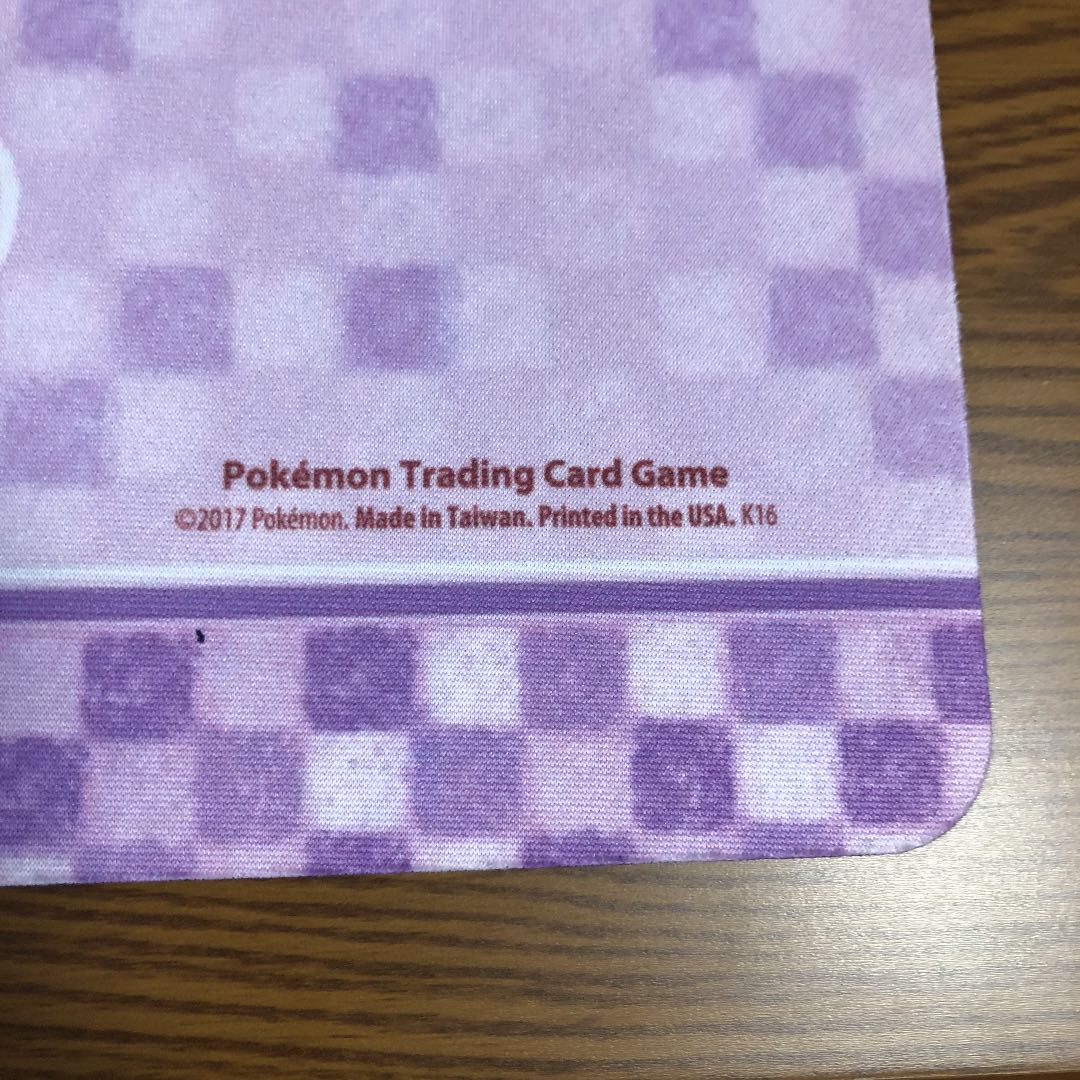 Pokémon Trading Card Game
©2017 Pokémon. Made in Taiwan. Printed in the USA. K16